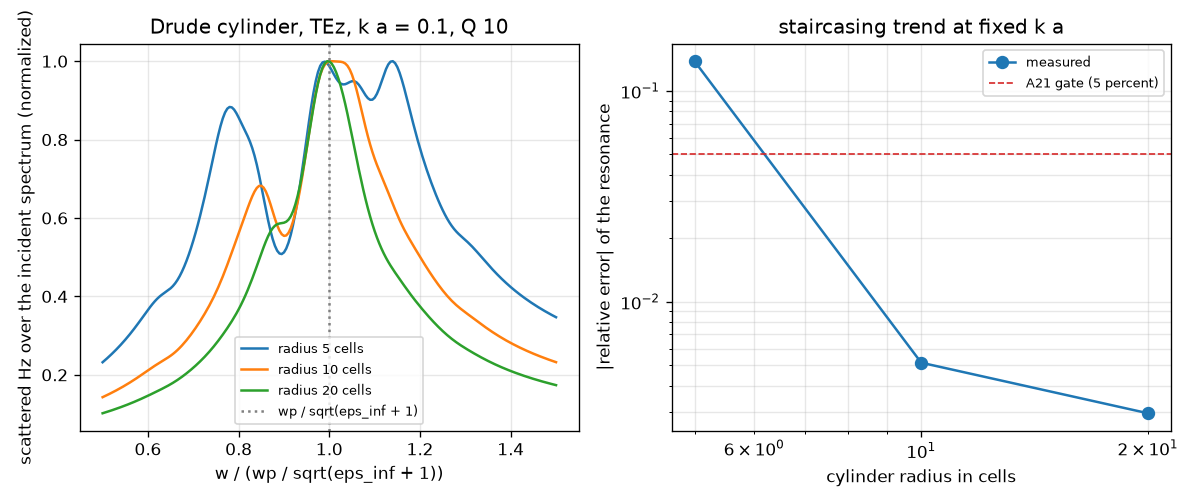 Drude cylinder, TEz, k a = 0.1, Q 10
scattered Hz over the incident spectrum (normalized)
1.0
0.8
0.6
0.4
0.2
radius 5 cells
radius 10 cells
radius 20 cells
wp / sqrt(eps_inf + 1)
0.6 0.8 1.0 1.2 1.4
w / (wp / sqrt(eps_inf + 1))
staircasing trend at fixed k a
|relative error| of the resonance
measured
A21 gate (5 percent)
10⁻¹
10⁻²
6 × 10⁰ 10¹ 2 × 10¹
cylinder radius in cells